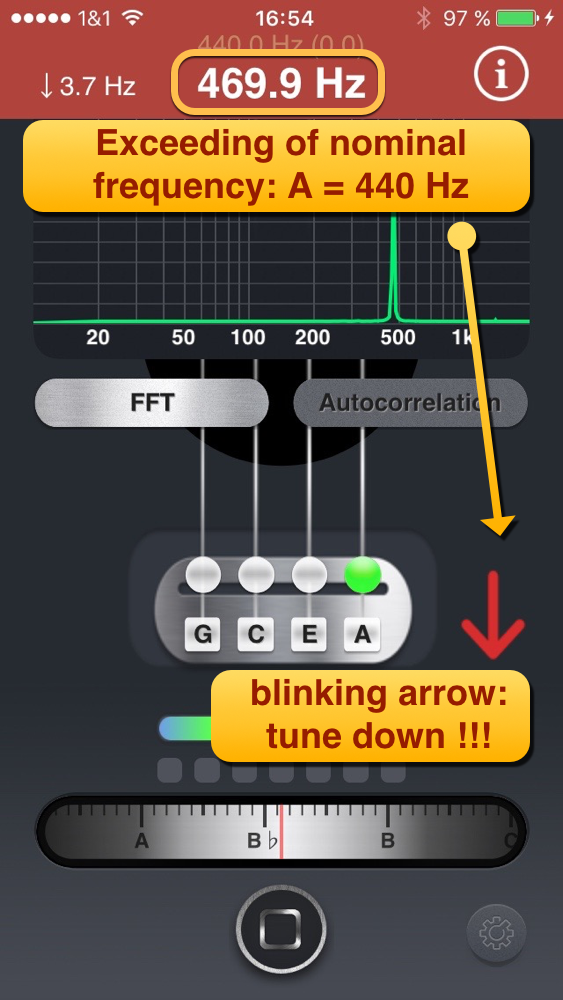 1&1 16:54 97 %
440.0 Hz (0.0)
↓3.7 Hz 469.9 Hz i
Exceeding of nominal
frequency: A = 440 Hz
20 50 100 200 500 1k
FFT Autocorrelation
G C E A
blinking arrow:
tune down !!!
A B♭ B C